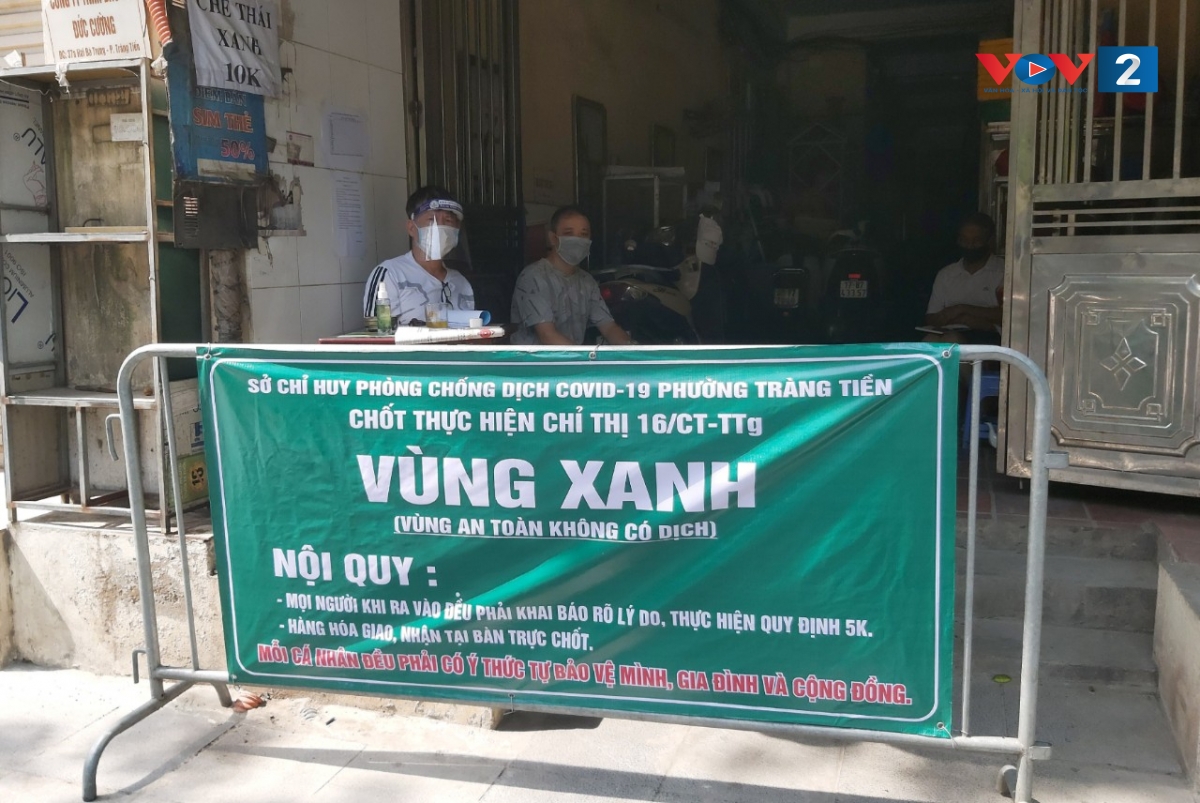 ĐỨC CƯỜNG
CHÈ THÁI
XANH
10K
SIM THẺ
50%
VOV 2
SỞ CHỈ HUY PHÒNG CHỐNG DỊCH COVID-19 PHƯỜNG TRÀNG TIỀN
CHỐT THỰC HIỆN CHỈ THỊ 16/CT-TTg
VÙNG XANH
(VÙNG AN TOÀN KHÔNG CÓ DỊCH)
NỘI QUY :
- MỌI NGƯỜI KHI RA VÀO ĐỀU PHẢI KHAI BÁO RÕ LÝ DO, THỰC HIỆN QUY ĐỊNH 5K.
- HÀNG HÓA GIAO, NHẬN TẠI BÀN TRỰC CHỐT.
MỖI CÁ NHÂN ĐỀU PHẢI CÓ Ý THỨC TỰ BẢO VỆ MÌNH, GIA ĐÌNH VÀ CỘNG ĐỒNG.